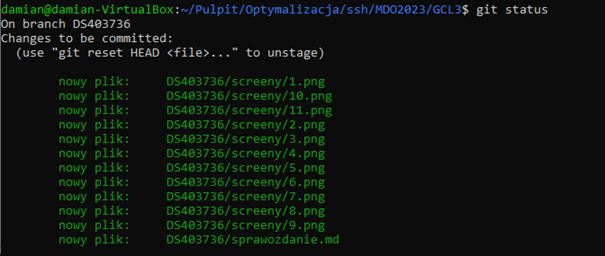 damian@damian-VirtualBox:~/Pulpit/Optymalizacja/ssh/MDO2023/GCL3$ git status
On branch DS403736
Changes to be committed:
  (use "git reset HEAD <file>..." to unstage)
        nowy plik:     DS403736/screeny/1.png
        nowy plik:     DS403736/screeny/10.png
        nowy plik:     DS403736/screeny/11.png
        nowy plik:     DS403736/screeny/2.png
        nowy plik:     DS403736/screeny/3.png
        nowy plik:     DS403736/screeny/4.png
        nowy plik:     DS403736/screeny/5.png
        nowy plik:     DS403736/screeny/6.png
        nowy plik:     DS403736/screeny/7.png
        nowy plik:     DS403736/screeny/8.png
        nowy plik:     DS403736/screeny/9.png
        nowy plik:     DS403736/sprawozdanie.md